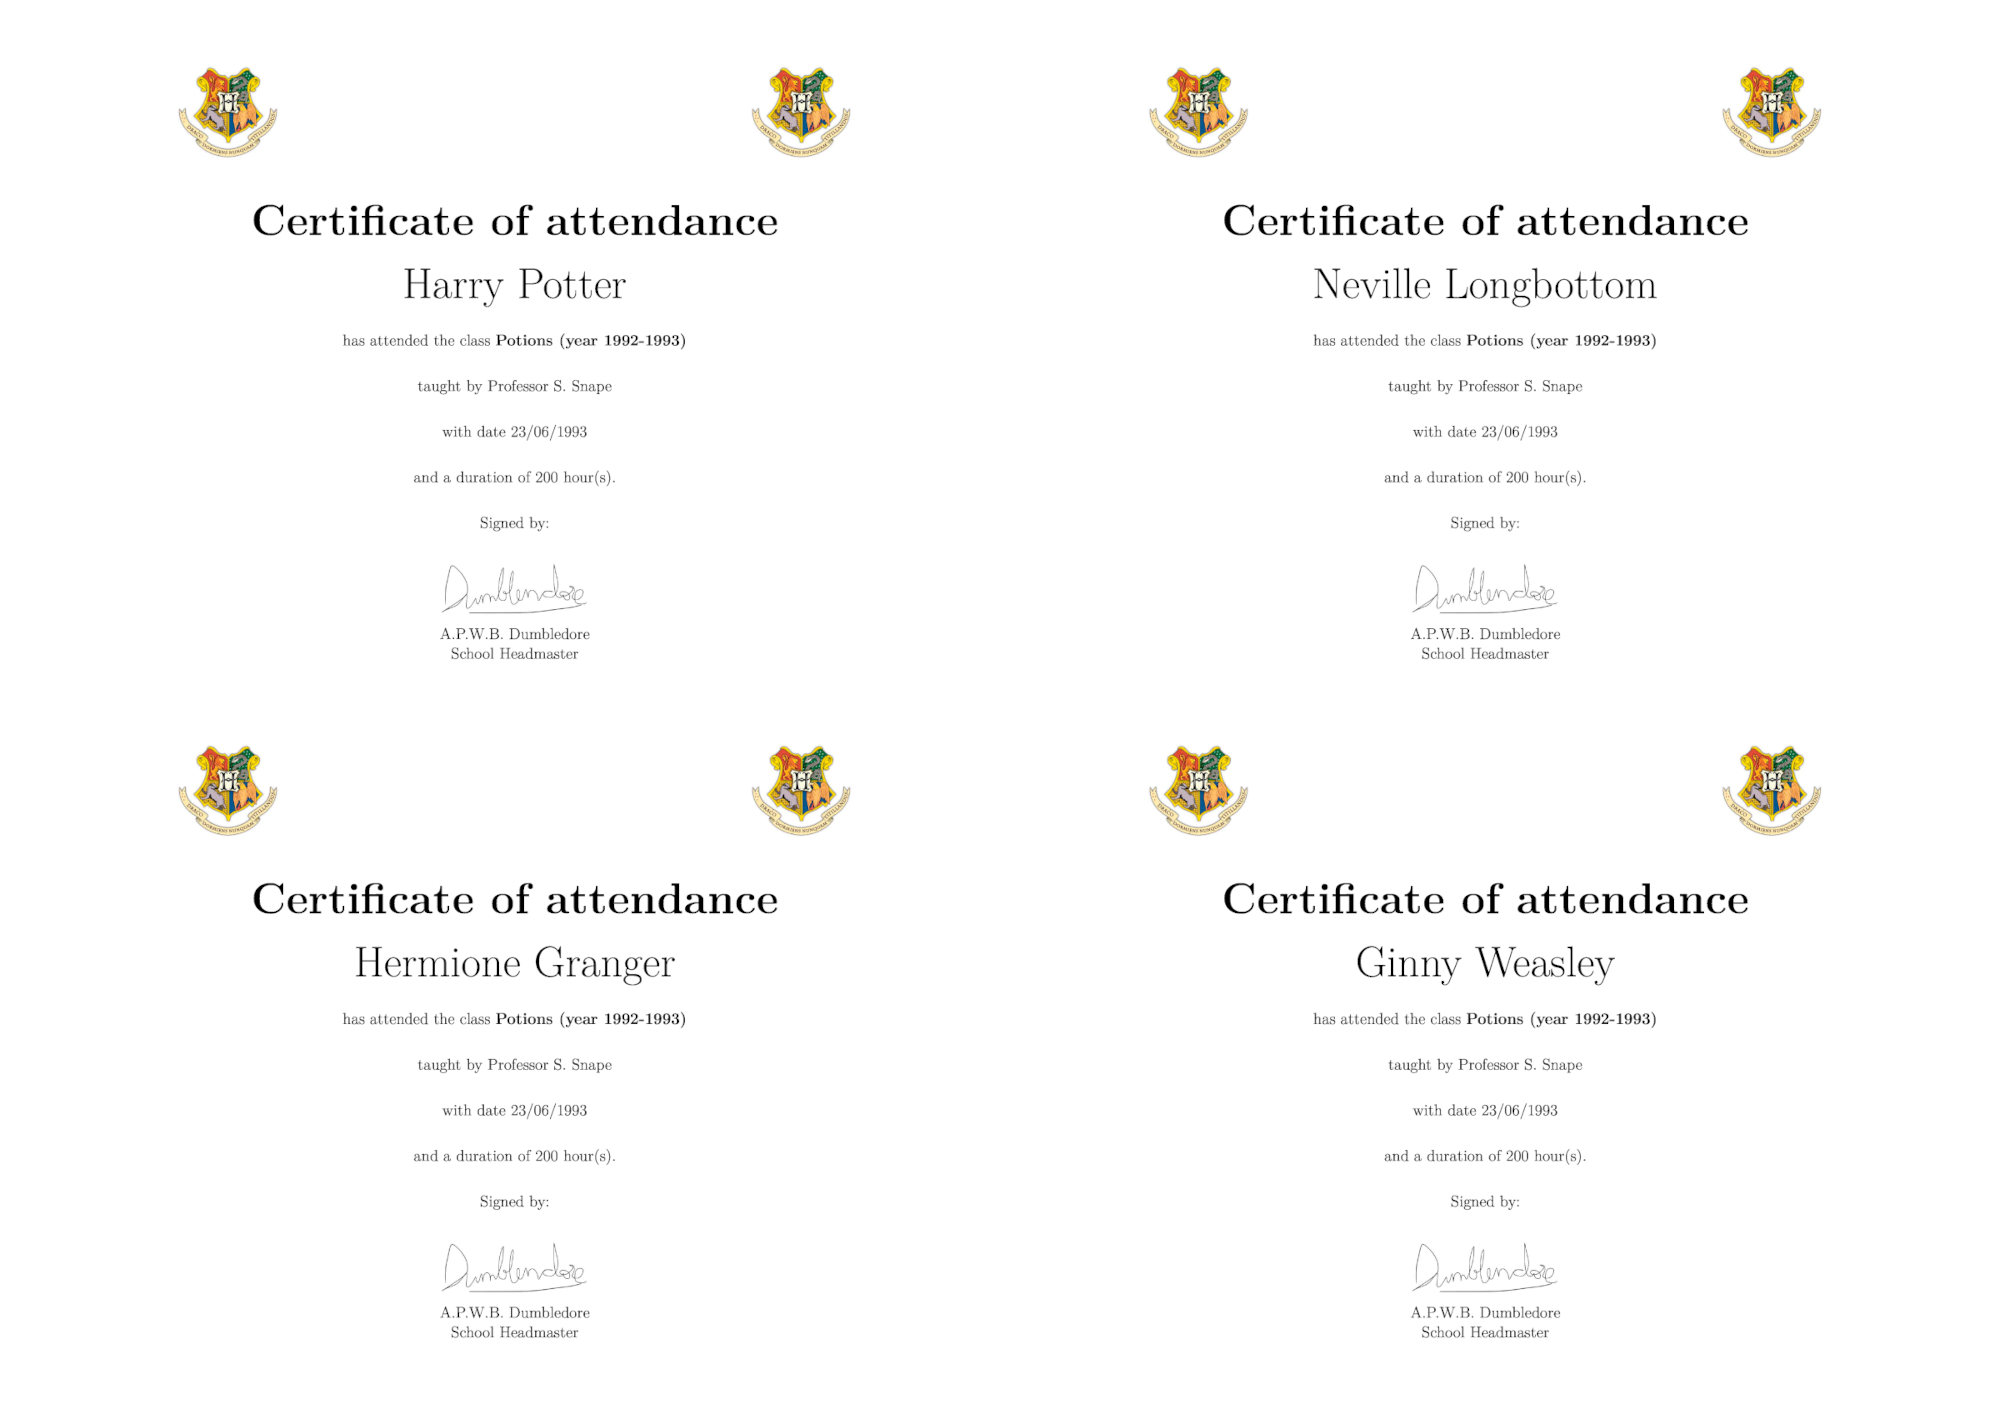 Certificate of attendance
Harry Potter
has attended the class Potions (year 1992-1993)
taught by Professor S. Snape
with date 23/06/1993
and a duration of 200 hour(s).
Signed by:
Dumblendore
A.P.W.B. Dumbledore
School Headmaster
Certificate of attendance
Neville Longbottom
has attended the class Potions (year 1992-1993)
taught by Professor S. Snape
with date 23/06/1993
and a duration of 200 hour(s).
Signed by:
Dumblendore
A.P.W.B. Dumbledore
School Headmaster
Certificate of attendance
Hermione Granger
has attended the class Potions (year 1992-1993)
taught by Professor S. Snape
with date 23/06/1993
and a duration of 200 hour(s).
Signed by:
Dumblendore
A.P.W.B. Dumbledore
School Headmaster
Certificate of attendance
Ginny Weasley
has attended the class Potions (year 1992-1993)
taught by Professor S. Snape
with date 23/06/1993
and a duration of 200 hour(s).
Signed by:
Dumblendore
A.P.W.B. Dumbledore
School Headmaster